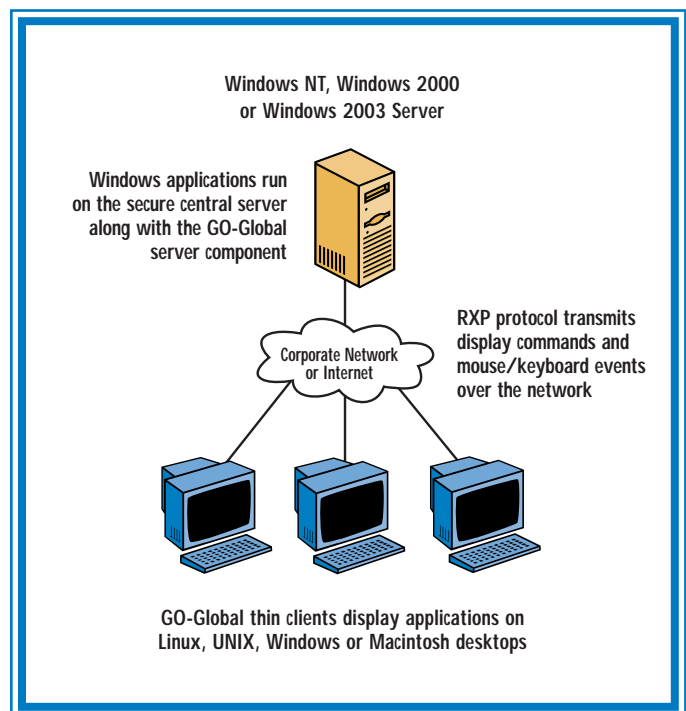 Windows NT, Windows 2000
or Windows 2003 Server
Windows applications run
on the secure central server
along with the GO-Global
server component
RXP protocol transmits
display commands and
mouse/keyboard events
over the network
Corporate Network
or Internet
GO-Global thin clients display applications on
Linux, UNIX, Windows or Macintosh desktops